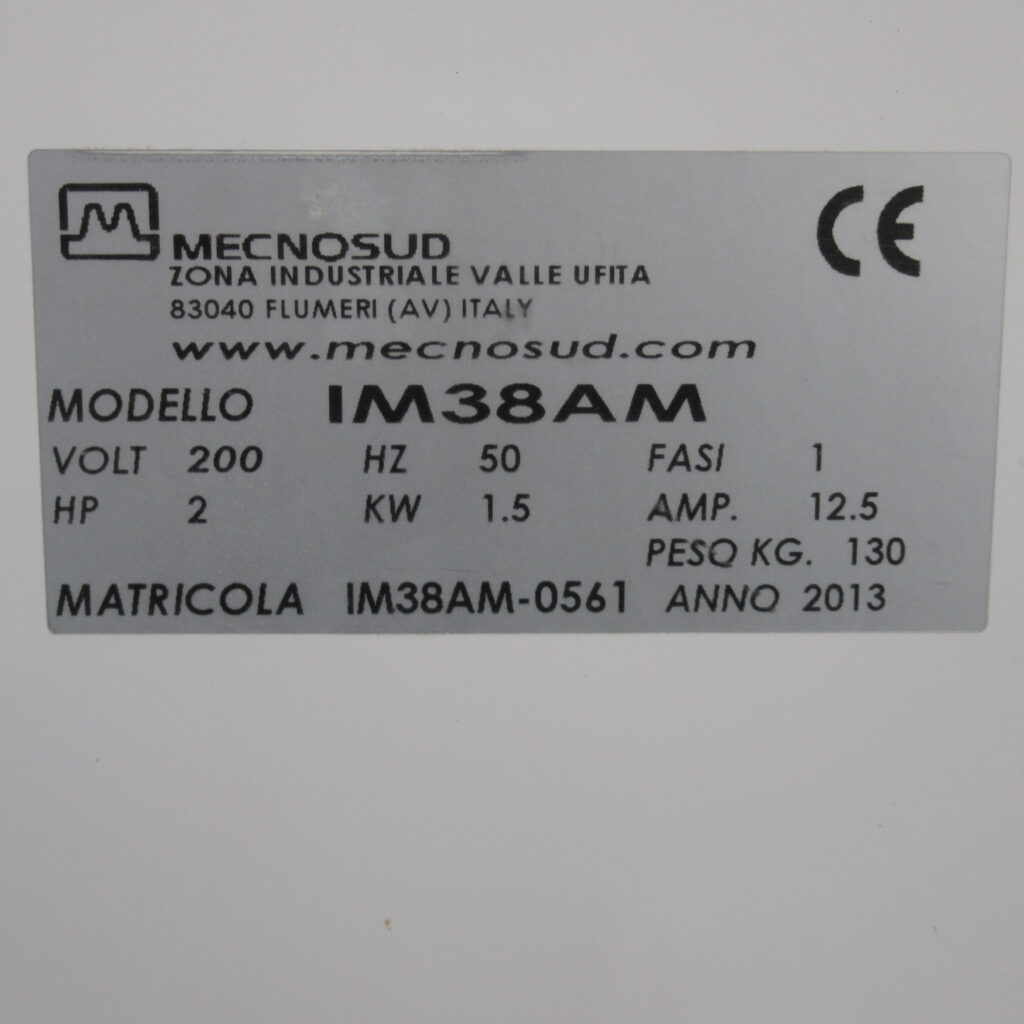 MECNOSUD
CE
ZONA INDUSTRIALE VALLE UFITA
83040 FLUMERI (AV) ITALY
www.mecnosud.com
MODELLO IM38AM
VOLT 200 HZ 50 FASI 1
HP 2 KW 1.5 AMP. 12.5
PESO KG. 130
MATRICOLA IM38AM-0561 ANNO 2013